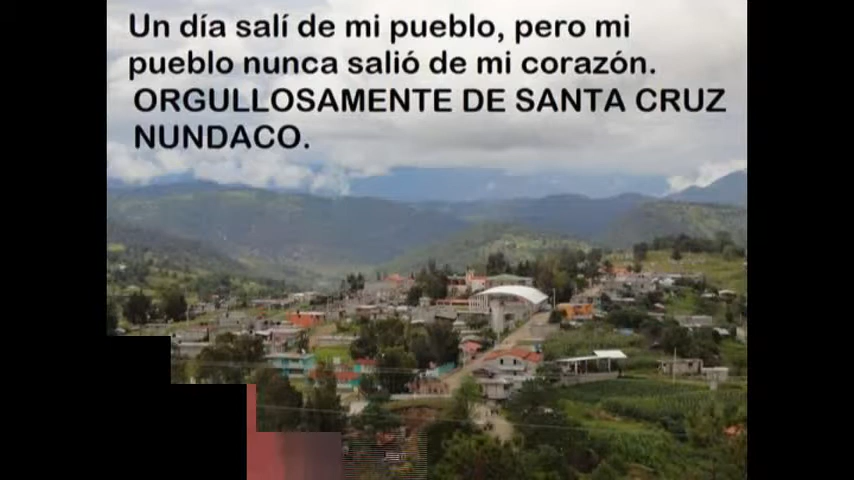 Un día salí de mi pueblo, pero mi
pueblo nunca salió de mi corazón.
ORGULLOSAMENTE DE SANTA CRUZ
NUNDACO.